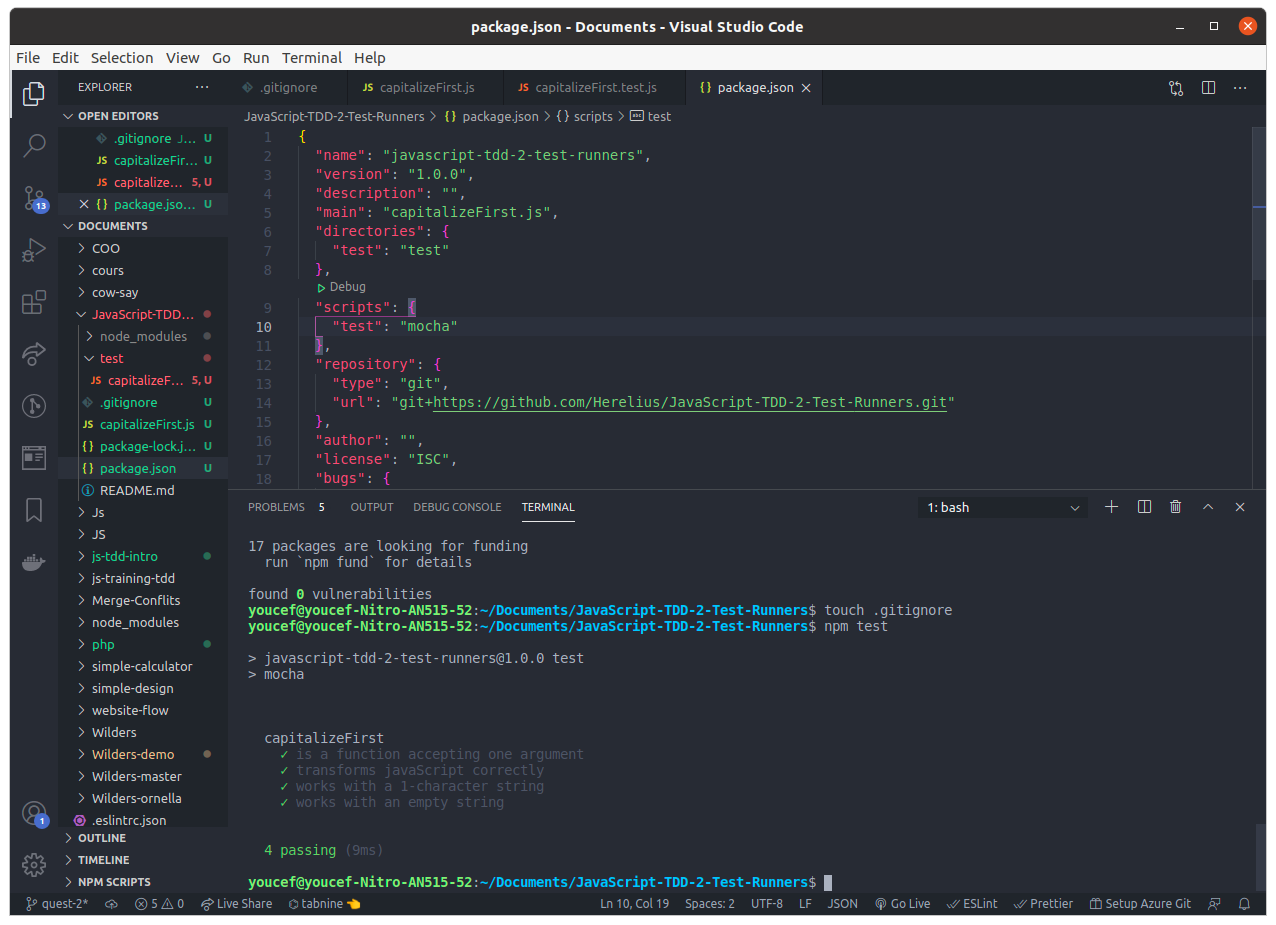 package.json - Documents - Visual Studio Code
File Edit Selection View Go Run Terminal Help
EXPLORER
OPEN EDITORS
.gitignore J... U
JS capitalizeFir... U
JS capitalize... 5, U
{} package.jso... U
DOCUMENTS
COO
cours
cow-say
JavaScript-TDD...
node_modules
test
JS capitalizeF... 5, U
.gitignore U
JS capitalizeFirst.js U
{} package-lock.j... U
{} package.json U
README.md
Js
JS
js-tdd-intro
js-training-tdd
Merge-Conflits
node_modules
php
simple-calculator
simple-design
website-flow
Wilders
Wilders-demo
Wilders-master
Wilders-ornella
.eslintrc.json
OUTLINE
TIMELINE
NPM SCRIPTS
13
1
.gitignore JS capitalizeFirst.js JS capitalizeFirst.test.js {} package.json
JavaScript-TDD-2-Test-Runners > {} package.json > {} scripts > abc test
1 {
2 "name": "javascript-tdd-2-test-runners",
3 "version": "1.0.0",
4 "description": "",
5 "main": "capitalizeFirst.js",
6 "directories": {
7 "test": "test"
8 },
Debug
9 "scripts": {
10 "test": "mocha"
11 },
12 "repository": {
13 "type": "git",
14 "url": "git+https://github.com/Herelius/JavaScript-TDD-2-Test-Runners.git"
15 },
16 "author": "",
17 "license": "ISC",
18 "bugs": {
PROBLEMS 5 OUTPUT DEBUG CONSOLE TERMINAL 1: bash
17 packages are looking for funding
run `npm fund` for details
found 0 vulnerabilities
youcef@youcef-Nitro-AN515-52:~/Documents/JavaScript-TDD-2-Test-Runners$ touch .gitignore
youcef@youcef-Nitro-AN515-52:~/Documents/JavaScript-TDD-2-Test-Runners$ npm test
> javascript-tdd-2-test-runners@1.0.0 test
> mocha
capitalizeFirst
✓ is a function accepting one argument
✓ transforms javaScript correctly
✓ works with a 1-character string
✓ works with an empty string
4 passing (9ms)
youcef@youcef-Nitro-AN515-52:~/Documents/JavaScript-TDD-2-Test-Runners$
quest-2* 5 0 Live Share tabnine 👈 Ln 10, Col 19 Spaces: 2 UTF-8 LF JSON Go Live ESLint Prettier Setup Azure Git